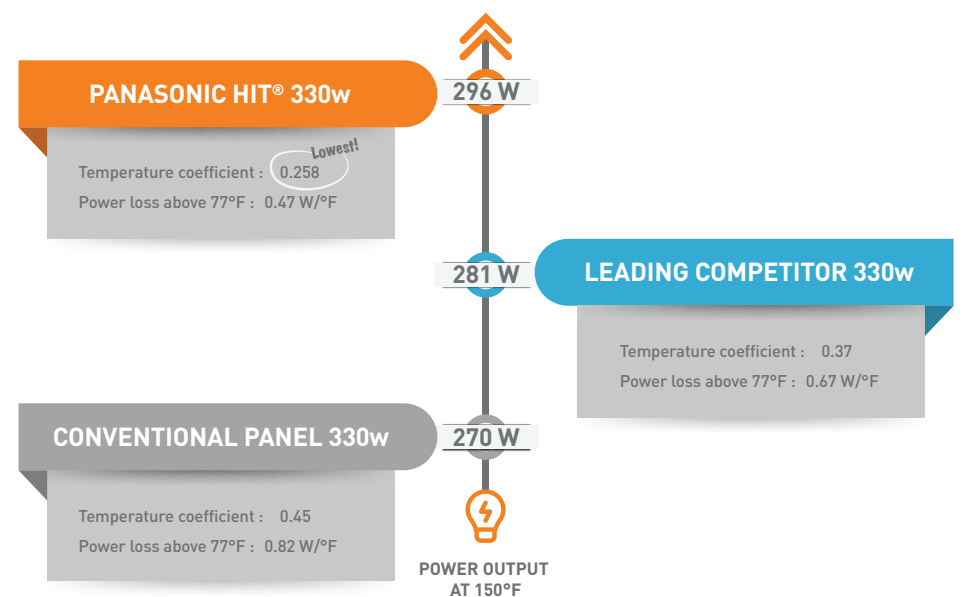 PANASONIC HIT® 330w
296 W
Lowest!
Temperature coefficient : 0.258
Power loss above 77°F : 0.47 W/°F
281 W
LEADING COMPETITOR 330w
Temperature coefficient : 0.37
Power loss above 77°F : 0.67 W/°F
CONVENTIONAL PANEL 330w
270 W
Temperature coefficient : 0.45
Power loss above 77°F : 0.82 W/°F
POWER OUTPUT
AT 150°F